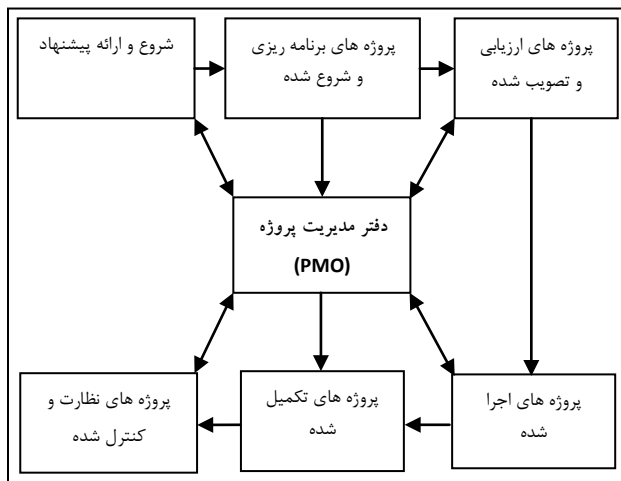 شروع و ارائه پیشنهاد
پروژه های برنامه ریزی
و شروع شده
پروژه های ارزیابی
و تصویب شده
دفتر مدیریت پروژه
(PMO)
پروژه های نظارت و
کنترل شده
پروژه های تکمیل
شده
پروژه های اجرا
شده